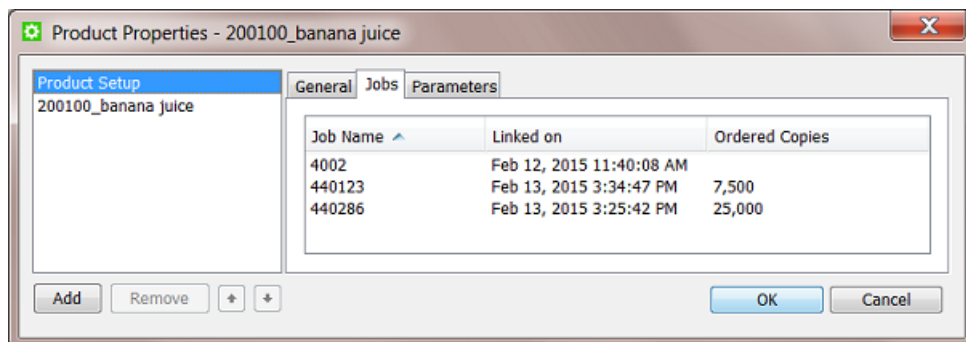 Product Properties - 200100_banana juice
Product Setup
200100_banana juice
General Jobs Parameters
Job Name Linked on Ordered Copies
4002 Feb 12, 2015 11:40:08 AM
440123 Feb 13, 2015 3:34:47 PM 7,500
440286 Feb 13, 2015 3:25:42 PM 25,000
Add Remove OK Cancel